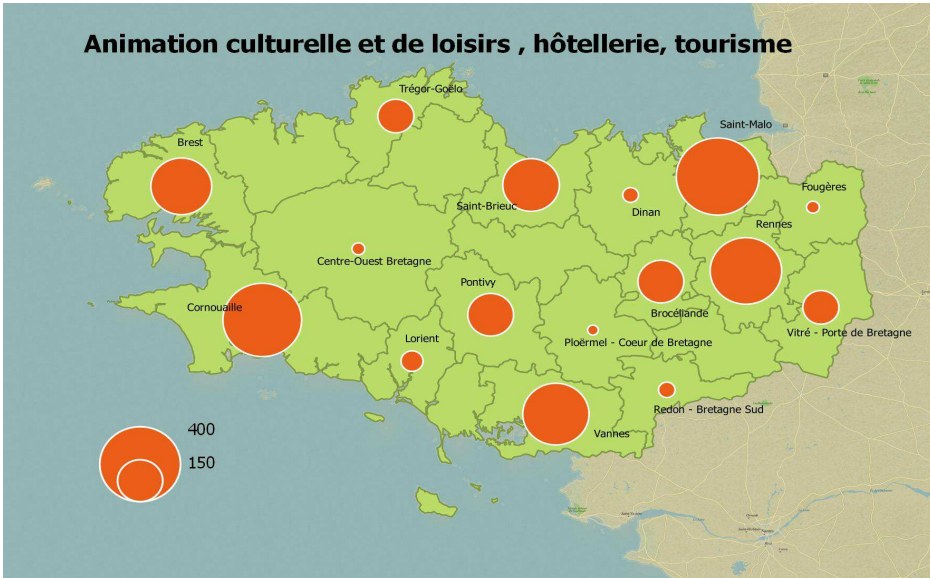 Animation culturelle et de loisirs , hôtellerie, tourisme
Trégor-Goëlo
Saint-Malo
Brest
Fougères
Saint-Brieuc
Dinan
Rennes
Centre-Ouest Bretagne
Pontivy
Cornouaille
Brocéliande
Vitré - Porte de Bretagne
Lorient
Ploërmel - Coeur de Bretagne
Redon - Bretagne Sud
Vannes
400
150